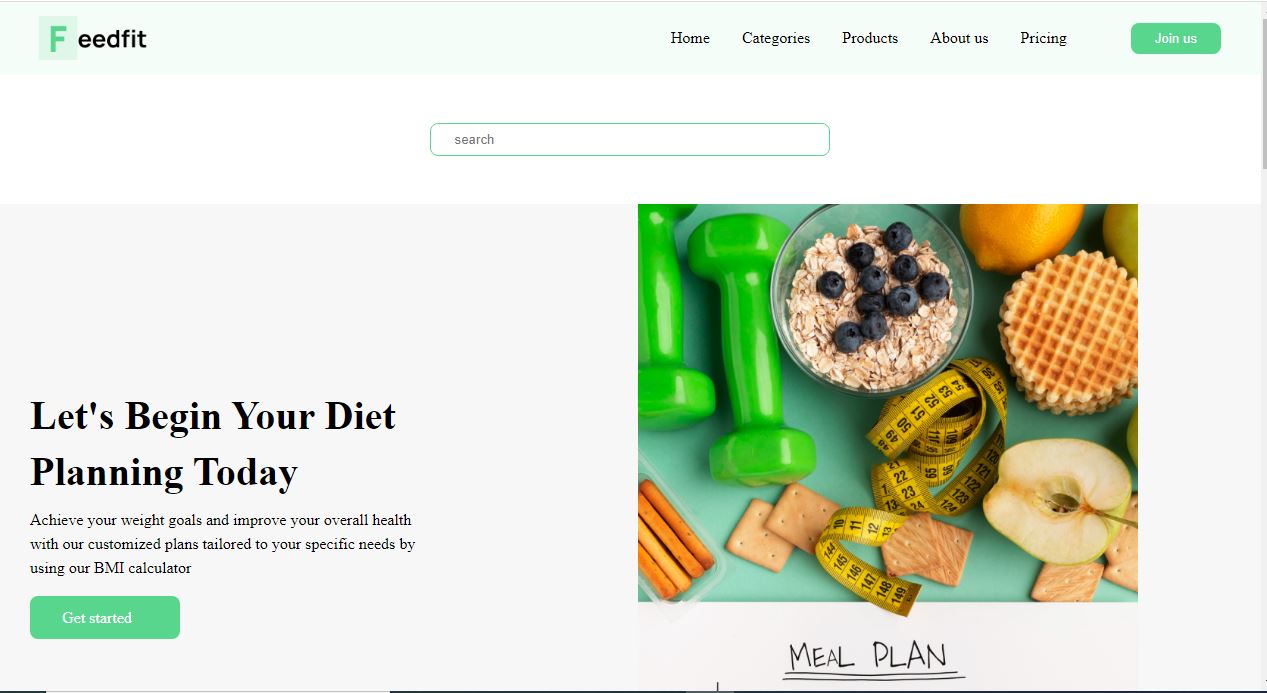 Feedfit
Home Categories Products About us Pricing Join us
search
Let's Begin Your Diet
Planning Today
Achieve your weight goals and improve your overall health
with our customized plans tailored to your specific needs by
using our BMI calculator
Get started
MEAL PLAN